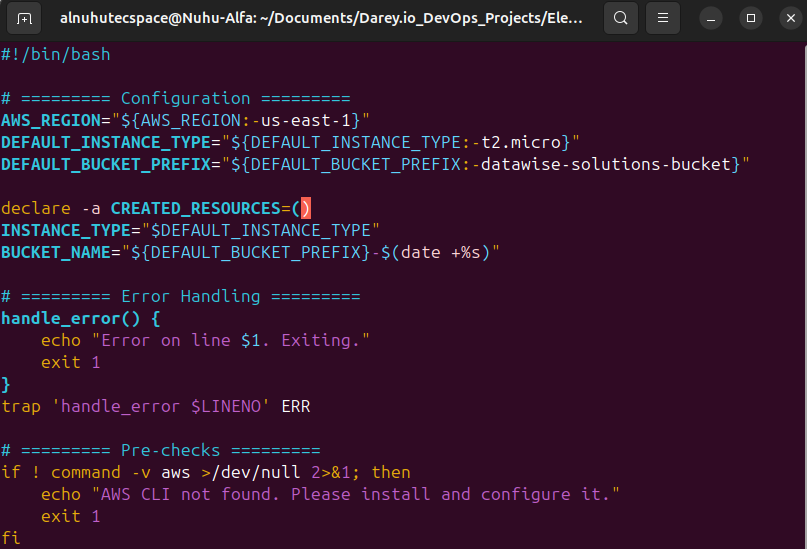 alnuhutecspace@Nuhu-Alfa: ~/Documents/Darey.io_DevOps_Projects/Ele...
#!/bin/bash
# ========= Configuration =========
AWS_REGION="${AWS_REGION:-us-east-1}"
DEFAULT_INSTANCE_TYPE="${DEFAULT_INSTANCE_TYPE:-t2.micro}"
DEFAULT_BUCKET_PREFIX="${DEFAULT_BUCKET_PREFIX:-datawise-solutions-bucket}"
declare -a CREATED_RESOURCES=()
INSTANCE_TYPE="$DEFAULT_INSTANCE_TYPE"
BUCKET_NAME="${DEFAULT_BUCKET_PREFIX}-$(date +%s)"
# ========= Error Handling =========
handle_error() {
    echo "Error on line $1. Exiting."
    exit 1
}
trap 'handle_error $LINENO' ERR
# ========= Pre-checks =========
if ! command -v aws >/dev/null 2>&1; then
    echo "AWS CLI not found. Please install and configure it."
    exit 1
fi